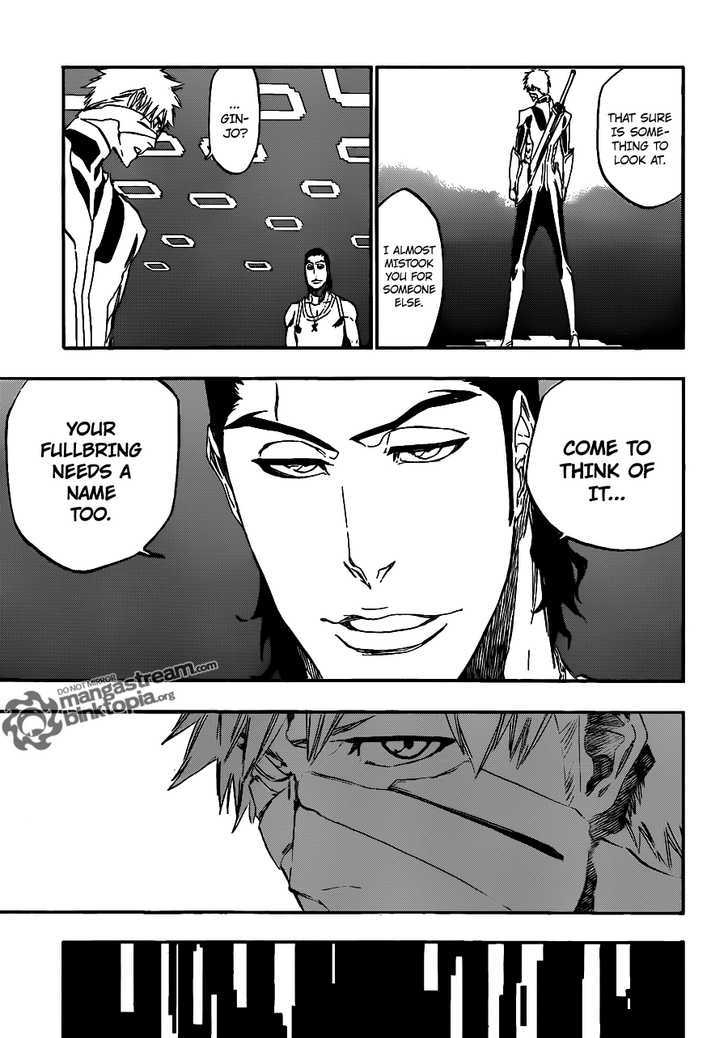 THAT SURE
IS SOME-
THING TO
LOOK AT.
I ALMOST
MISTOOK
YOU FOR
SOMEONE
ELSE.
...
GIN-
JO?
COME TO
THINK OF
IT...
YOUR
FULLBRING
NEEDS A
NAME
TOO.
DO NOT MIRROR
mangastream.com
binktopia.org